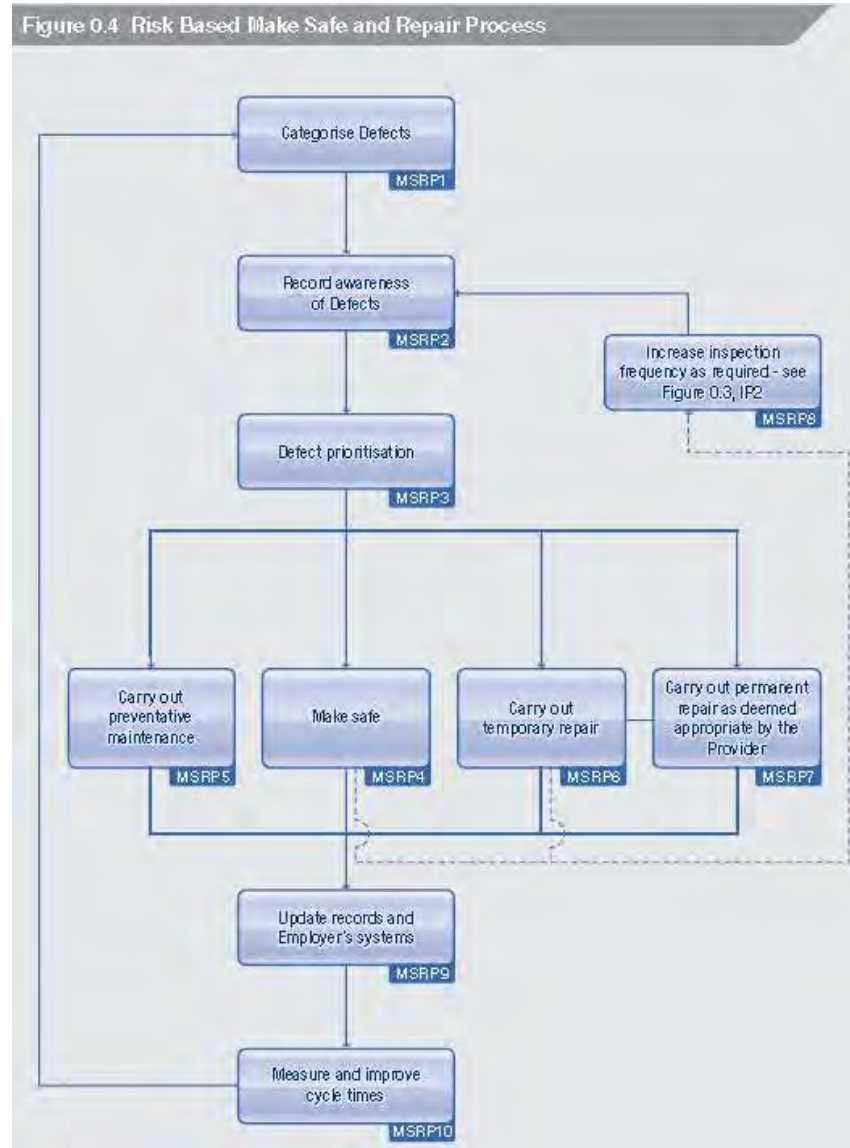 Figure 0.4 Risk Based Make Safe and Repair Process
Categorise Defects
MSRP1
Record awareness
of Defects
MSRP2
Increase inspection
frequency as required - see
Figure 0.3, IP2
MSRP8
Defect prioritisation
MSRP3
Carry out
preventative
maintenance
MSRP5
Make safe
MSRP4
Carry out
temporary repair
MSRP6
Carry out permanent
repair as deemed
appropriate by the
Provider
MSRP7
Update records and
Employer's systems
MSRP9
Measure and improve
cycle times
MSRP10